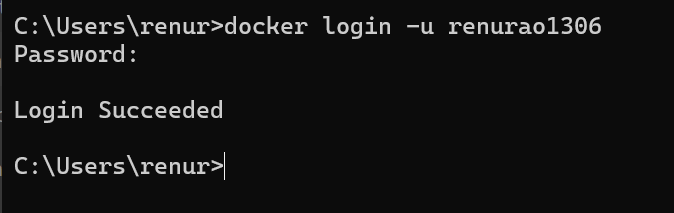 C:\Users\renur>docker login -u renurao1306
Password:
Login Succeeded
C:\Users\renur>